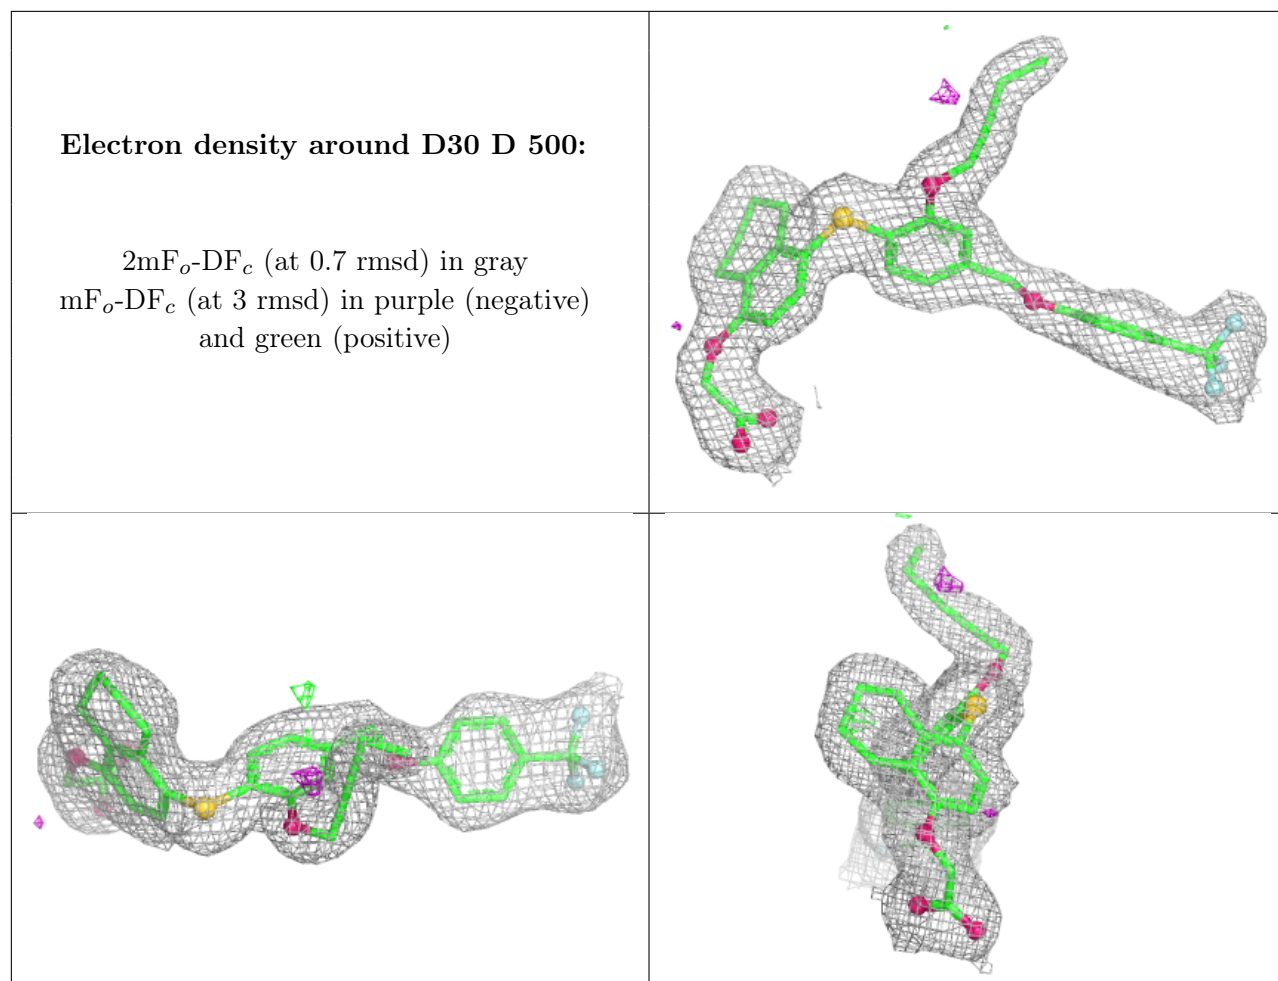 Electron density around D30 D 500:
2mFo-DFc (at 0.7 rmsd) in gray
mFo-DFc (at 3 rmsd) in purple (negative)
and green (positive)